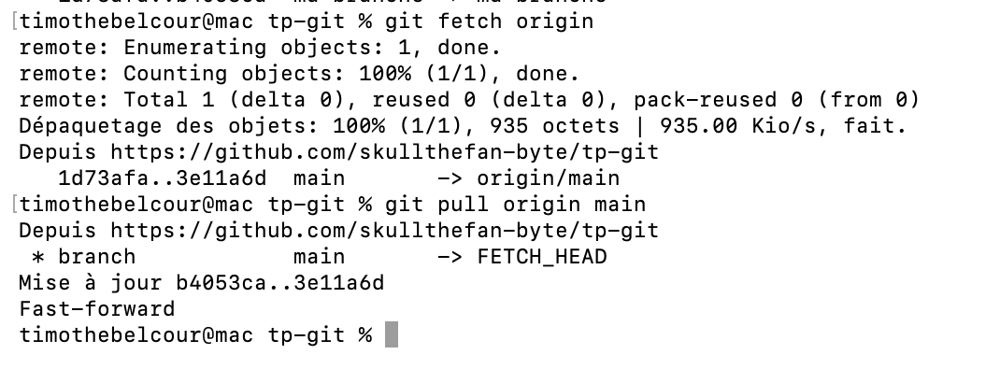 [timothebelcour@mac tp-git % git fetch origin
remote: Enumerating objects: 1, done.
remote: Counting objects: 100% (1/1), done.
remote: Total 1 (delta 0), reused 0 (delta 0), pack-reused 0 (from 0)
Dépaquetage des objets: 100% (1/1), 935 octets | 935.00 Kio/s, fait.
Depuis https://github.com/skullthefan-byte/tp-git
   1d73afa..3e11a6d  main       -> origin/main
[timothebelcour@mac tp-git % git pull origin main
Depuis https://github.com/skullthefan-byte/tp-git
 * branch            main       -> FETCH_HEAD
Mise à jour b4053ca..3e11a6d
Fast-forward
timothebelcour@mac tp-git %